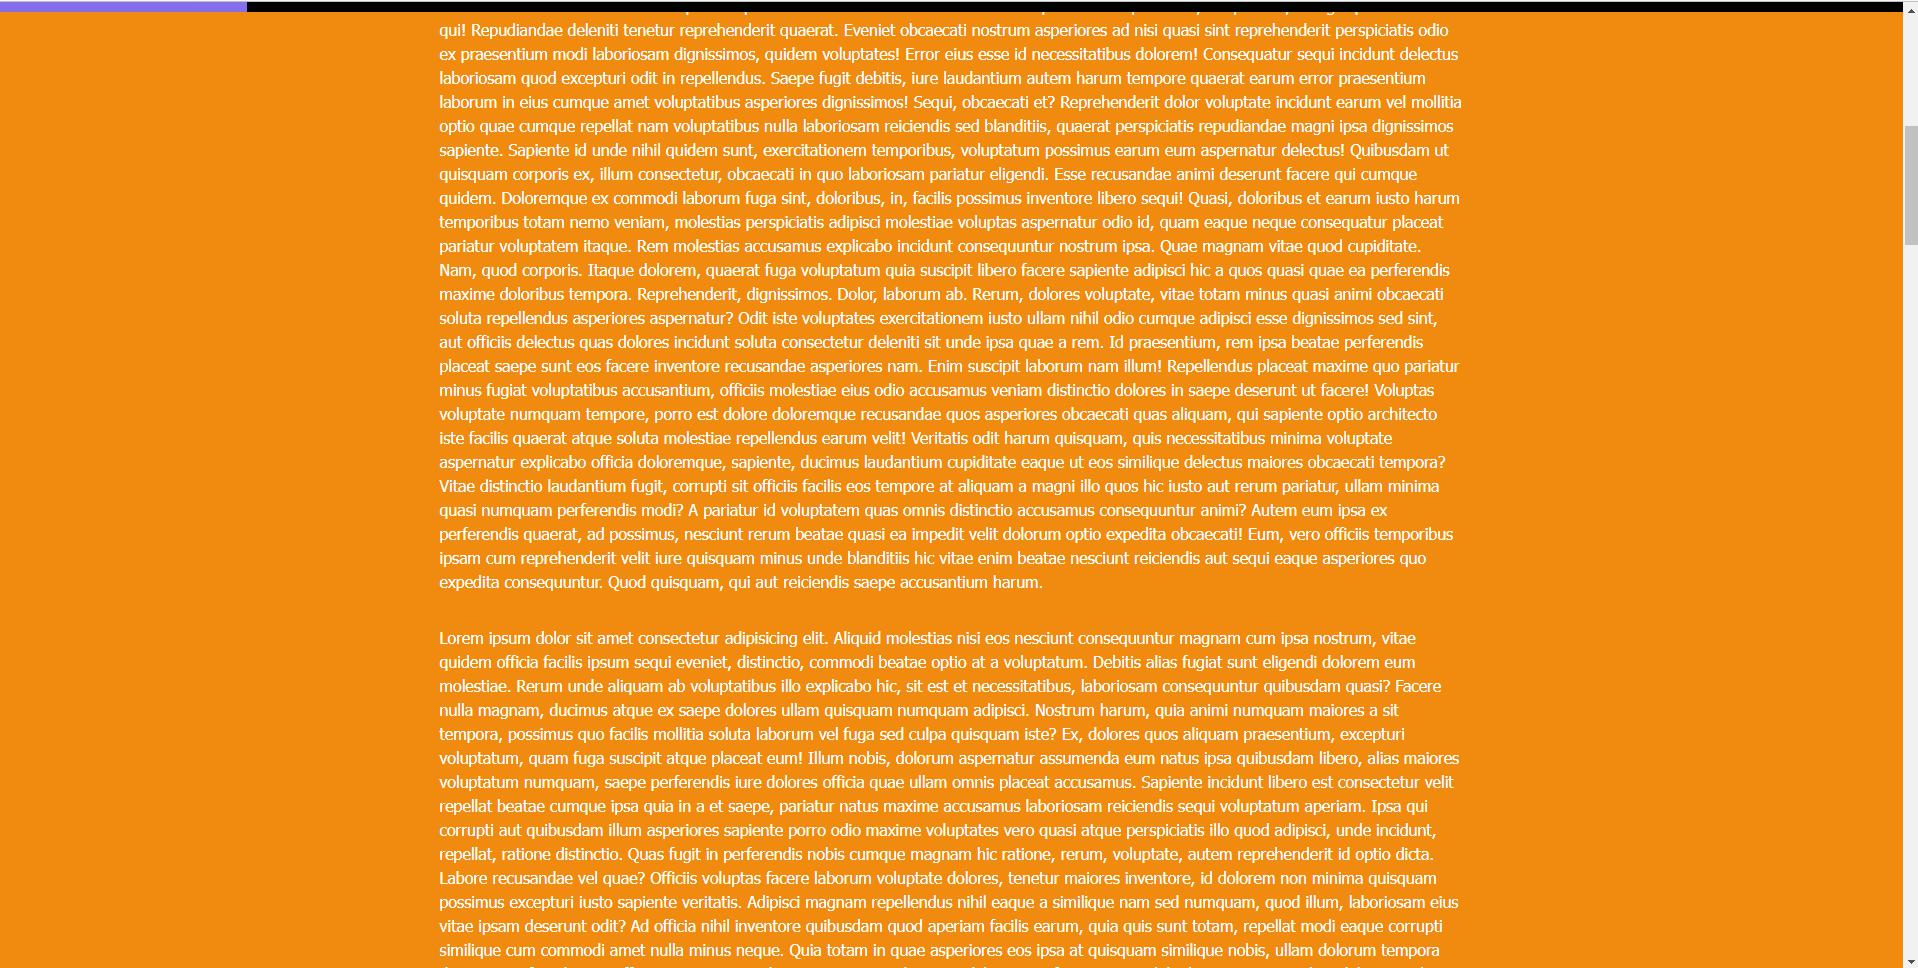 qui! Repudiandae deleniti tenetur reprehenderit quaerat. Eveniet obcaecati nostrum asperiores ad nisi quasi sint reprehenderit perspiciatis odio
ex praesentium modi laboriosam dignissimos, quidem voluptates! Error eius esse id necessitatibus dolorem! Consequatur sequi incidunt delectus
laboriosam quod excepturi odit in repellendus. Saepe fugit debitis, iure laudantium autem harum tempore quaerat earum error praesentium
laborum in eius cumque amet voluptatibus asperiores dignissimos! Sequi, obcaecati et? Reprehenderit dolor voluptate incidunt earum vel mollitia
optio quae cumque repellat nam voluptatibus nulla laboriosam reiciendis sed blanditiis, quaerat perspiciatis repudiandae magni ipsa dignissimos
sapiente. Sapiente id unde nihil quidem sunt, exercitationem temporibus, voluptatum possimus earum eum aspernatur delectus! Quibusdam ut
quisquam corporis ex, illum consectetur, obcaecati in quo laboriosam pariatur eligendi. Esse recusandae animi deserunt facere qui cumque
quidem. Doloremque ex commodi laborum fuga sint, doloribus, in, facilis possimus inventore libero sequi! Quasi, doloribus et earum iusto harum
temporibus totam nemo veniam, molestias perspiciatis adipisci molestiae voluptas aspernatur odio id, quam eaque neque consequatur placeat
pariatur voluptatem itaque. Rem molestias accusamus explicabo incidunt consequuntur nostrum ipsa. Quae magnam vitae quod cupiditate.
Nam, quod corporis. Itaque dolorem, quaerat fuga voluptatum quia suscipit libero facere sapiente adipisci hic a quos quasi quae ea perferendis
maxime doloribus tempora. Reprehenderit, dignissimos. Dolor, laborum ab. Rerum, dolores voluptate, vitae totam minus quasi animi obcaecati
soluta repellendus asperiores aspernatur? Odit iste voluptates exercitationem iusto ullam nihil odio cumque adipisci esse dignissimos sed sint,
aut officiis delectus quas dolores incidunt soluta consectetur deleniti sit unde ipsa quae a rem. Id praesentium, rem ipsa beatae perferendis
placeat saepe sunt eos facere inventore recusandae asperiores nam. Enim suscipit laborum nam illum! Repellendus placeat maxime quo pariatur
minus fugiat voluptatibus accusantium, officiis molestiae eius odio accusamus veniam distinctio dolores in saepe deserunt ut facere! Voluptas
voluptate numquam tempore, porro est dolore doloremque recusandae quos asperiores obcaecati quas aliquam, qui sapiente optio architecto
iste facilis quaerat atque soluta molestiae repellendus earum velit! Veritatis odit harum quisquam, quis necessitatibus minima voluptate
aspernatur explicabo officia doloremque, sapiente, ducimus laudantium cupiditate eaque ut eos similique delectus maiores obcaecati tempora?
Vitae distinctio laudantium fugit, corrupti sit officiis facilis eos tempore at aliquam a magni illo quos hic iusto aut rerum pariatur, ullam minima
quasi numquam perferendis modi? A pariatur id voluptatem quas omnis distinctio accusamus consequuntur animi? Autem eum ipsa ex
perferendis quaerat, ad possimus, nesciunt rerum beatae quasi ea impedit velit dolorum optio expedita obcaecati! Eum, vero officiis temporibus
ipsam cum reprehenderit velit iure quisquam minus unde blanditiis hic vitae enim beatae nesciunt reiciendis aut sequi eaque asperiores quo
expedita consequuntur. Quod quisquam, qui aut reiciendis saepe accusantium harum.
Lorem ipsum dolor sit amet consectetur adipisicing elit. Aliquid molestias nisi eos nesciunt consequuntur magnam cum ipsa nostrum, vitae
quidem officia facilis ipsum sequi eveniet, distinctio, commodi beatae optio at a voluptatum. Debitis alias fugiat sunt eligendi dolorem eum
molestiae. Rerum unde aliquam ab voluptatibus illo explicabo hic, sit est et necessitatibus, laboriosam consequuntur quibusdam quasi? Facere
nulla magnam, ducimus atque ex saepe dolores ullam quisquam numquam adipisci. Nostrum harum, quia animi numquam maiores a sit
tempora, possimus quo facilis mollitia soluta laborum vel fuga sed culpa quisquam iste? Ex, dolores quos aliquam praesentium, excepturi
voluptatum, quam fuga suscipit atque placeat eum! Illum nobis, dolorum aspernatur assumenda eum natus ipsa quibusdam libero, alias maiores
voluptatum numquam, saepe perferendis iure dolores officia quae ullam omnis placeat accusamus. Sapiente incidunt libero est consectetur velit
repellat beatae cumque ipsa quia in a et saepe, pariatur natus maxime accusamus laboriosam reiciendis sequi voluptatum aperiam. Ipsa qui
corrupti aut quibusdam illum asperiores sapiente porro odio maxime voluptates vero quasi atque perspiciatis illo quod adipisci, unde incidunt,
repellat, ratione distinctio. Quas fugit in perferendis nobis cumque magnam hic ratione, rerum, voluptate, autem reprehenderit id optio dicta.
Labore recusandae vel quae? Officiis voluptas facere laborum voluptate dolores, tenetur maiores inventore, id dolorem non minima quisquam
possimus excepturi iusto sapiente veritatis. Adipisci magnam repellendus nihil eaque a similique nam sed numquam, quod illum, laboriosam eius
vitae ipsam deserunt odit? Ad officia nihil inventore quibusdam quod aperiam facilis earum, quia quis sunt totam, repellat modi eaque corrupti
similique cum commodi amet nulla minus neque. Quia totam in quae asperiores eos ipsa at quisquam similique nobis, ullam dolorum tempora